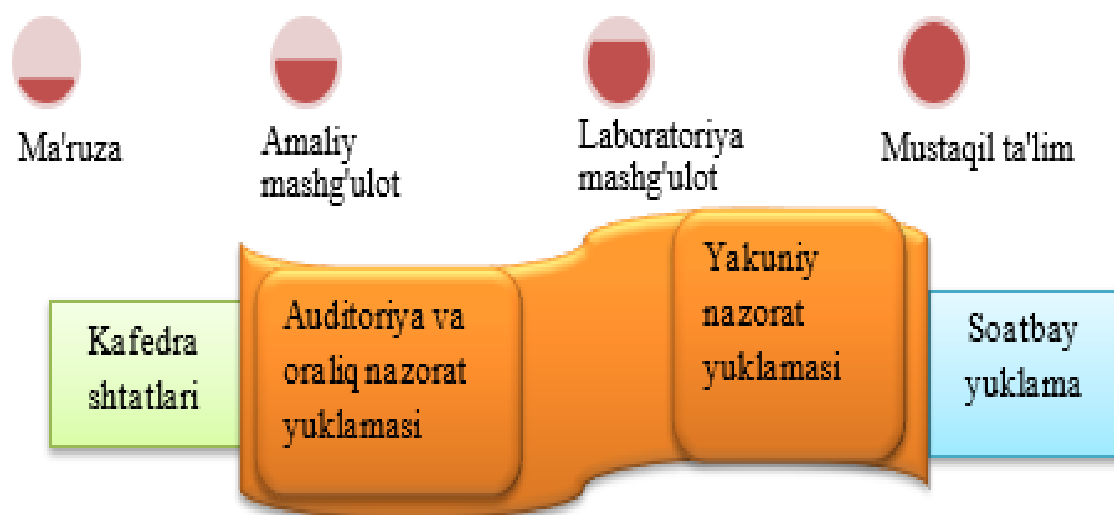 Ma'ruza
Amaliy
mashg'ulot
Laboratoriya
mashg'ulot
Mustaqil ta'lim
Kafedra
shtatlari
Auditoriya va
oraliq nazorat
yuklamasi
Yakuniy
nazorat
yuklamasi
Soatbay
yuklama